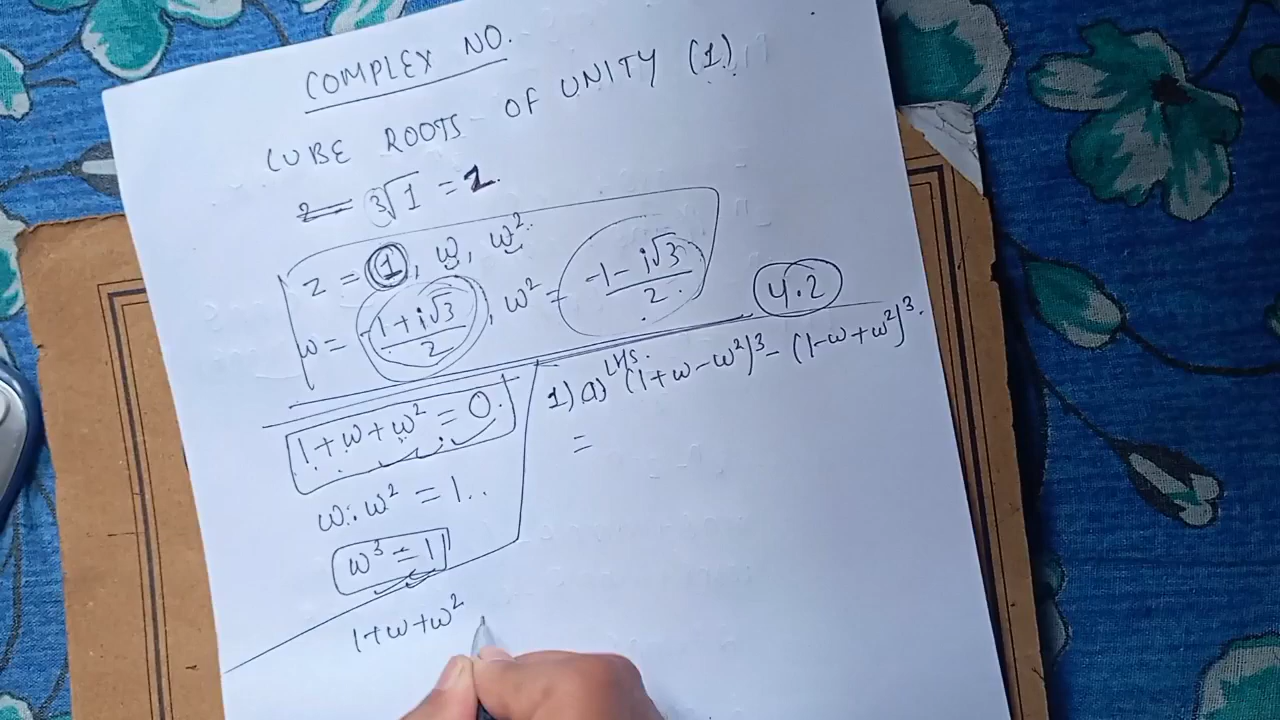 COMPLEX NO.
CUBE ROOTS OF UNITY (1)
∛1 = z.
z = 1, ω, ω².
ω = (-1+i√3)/2, ω² = (-1-i√3)/2.
4.2
1+ω+ω² = 0.
ω·ω² = 1..
ω³ = 1
1+ω+ω²
1) a) LHS. (1+ω-ω²)³ - (1-ω+ω²)³.
=